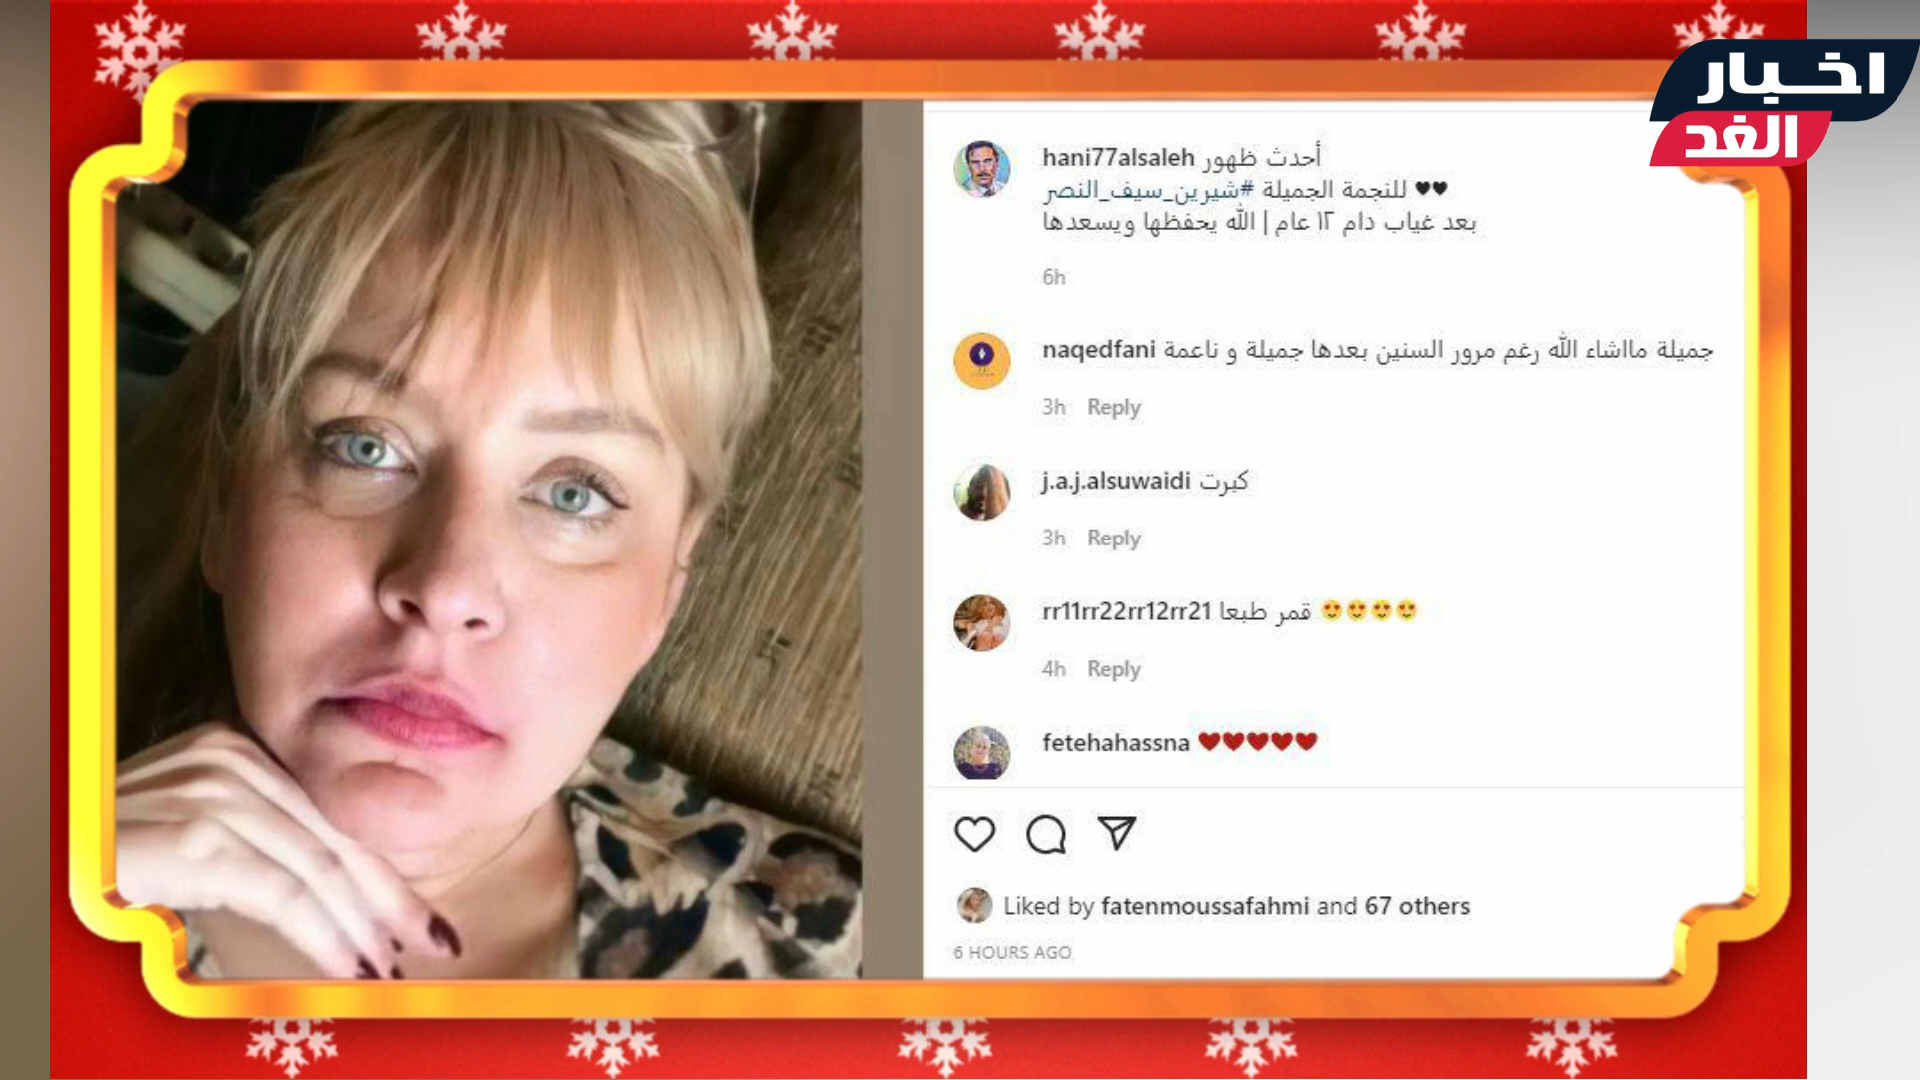 اخبار
الغد
hani77alsaleh أحدث ظهور
للنجمة الجميلة #شيرين_سيف_النصر ♥♥
بعد غياب دام ١٢ عام | الله يحفظها ويسعدها
6h
naqedfani جميلة مااشاء الله رغم مرور السنين بعدها جميلة و ناعمة
3h Reply
j.a.j.alsuwaidi كبرت
3h Reply
rr11rr22rr12rr21 قمر طبعا 😍😍😍😍
4h Reply
fetehahassna ❤❤❤❤❤
Liked by fatenmoussafahmi and 67 others
6 HOURS AGO